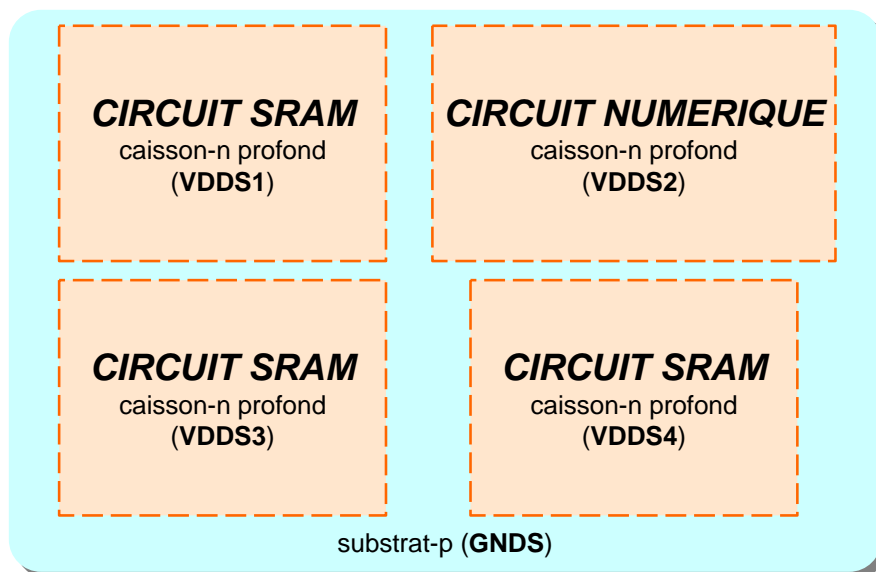 CIRCUIT SRAM
caisson-n profond
(VDDS1)
CIRCUIT NUMERIQUE
caisson-n profond
(VDDS2)
CIRCUIT SRAM
caisson-n profond
(VDDS3)
CIRCUIT SRAM
caisson-n profond
(VDDS4)
substrat-p (GNDS)